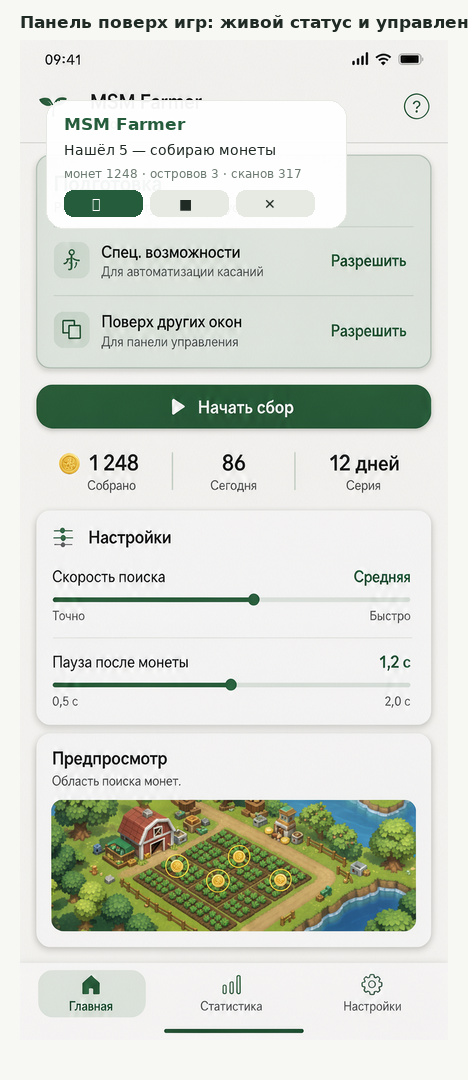 Панель поверх игр: живой статус и управлен
09:41
MSM Farmer
?
MSM Farmer
Нашёл 5 — собираю монеты
монет 1248 · островов 3 · сканов 317
Спец. возможности
Для автоматизации касаний
Разрешить
Поверх других окон
Для панели управления
Разрешить
Начать сбор
1 248
Собрано
86
Сегодня
12 дней
Серия
Настройки
Скорость поиска
Средняя
Точно
Быстро
Пауза после монеты
1,2 с
0,5 с
2,0 с
Предпросмотр
Область поиска монет.
Главная
Статистика
Настройки